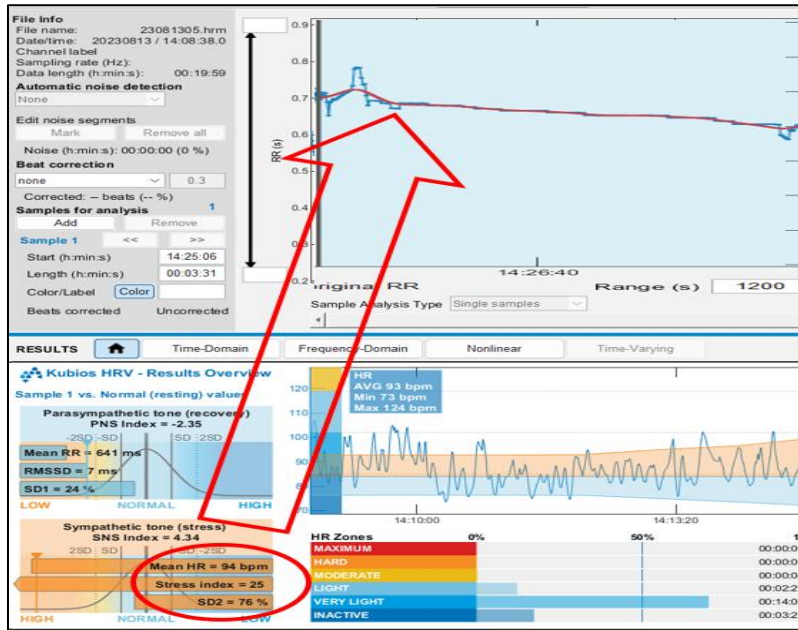 File Info
File name: 23081305.hrm
Date/time: 20230813 / 14:08:38.0
Channel label
Sampling rate (Hz):
Data length (h:min:s): 00:19:59
Automatic noise detection
None
Edit noise segments
Mark Remove all
Noise (h:min:s): 00:00:00 (0 %)
Beat correction
none 0.3
Corrected: -- beats (-- %)
Samples for analysis 1
Add Remove
Sample 1 << >>
Start (h:min:s) 14:25:06
Length (h:min:s) 00:03:31
Color/Label Color
Beats corrected Uncorrected
0.9
0.8
0.7
0.6
RR (s)
0.5
0.4
0.3
0.2
14:26:40
RR Range (s) 1200
Sample Analysis Type Single samples
RESULTS Time-Domain Frequency-Domain Nonlinear Time-Varying
Kubios HRV - Results Overview
Sample 1 vs. Normal (resting) values
Parasympathetic tone (recovery)
PNS Index = -2.35
-2SD -SD SD 2SD
Mean RR = 641 ms
RMSSD = 7 ms
SD1 = 24 %
LOW NORMAL HIGH
Sympathetic tone (stress)
SNS Index = 4.34
2SD SD -2SD
Mean HR = 94 bpm
Stress index = 25
SD2 = 76 %
HIGH NORMAL
HR
AVG 93 bpm
Min 73 bpm
Max 124 bpm
120
110
100
90
80
70
14:10:00 14:13:20
HR Zones 0% 50%
MAXIMUM
HARD
MODERATE
LIGHT
VERY LIGHT
INACTIVE